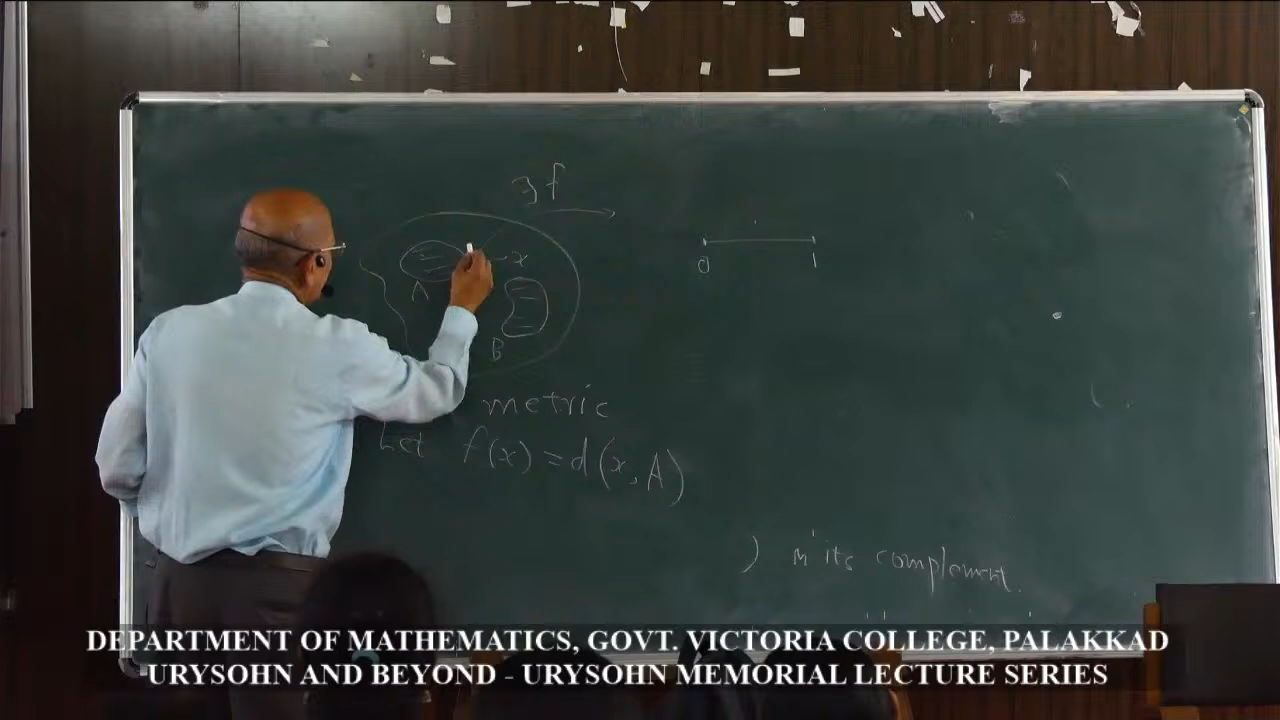 ∃ f
x
A
0 1
B
metric
Let f(x) = d(x, A)
) in its complement.
DEPARTMENT OF MATHEMATICS, GOVT. VICTORIA COLLEGE, PALAKKAD
URYSOHN AND BEYOND - URYSOHN MEMORIAL LECTURE SERIES